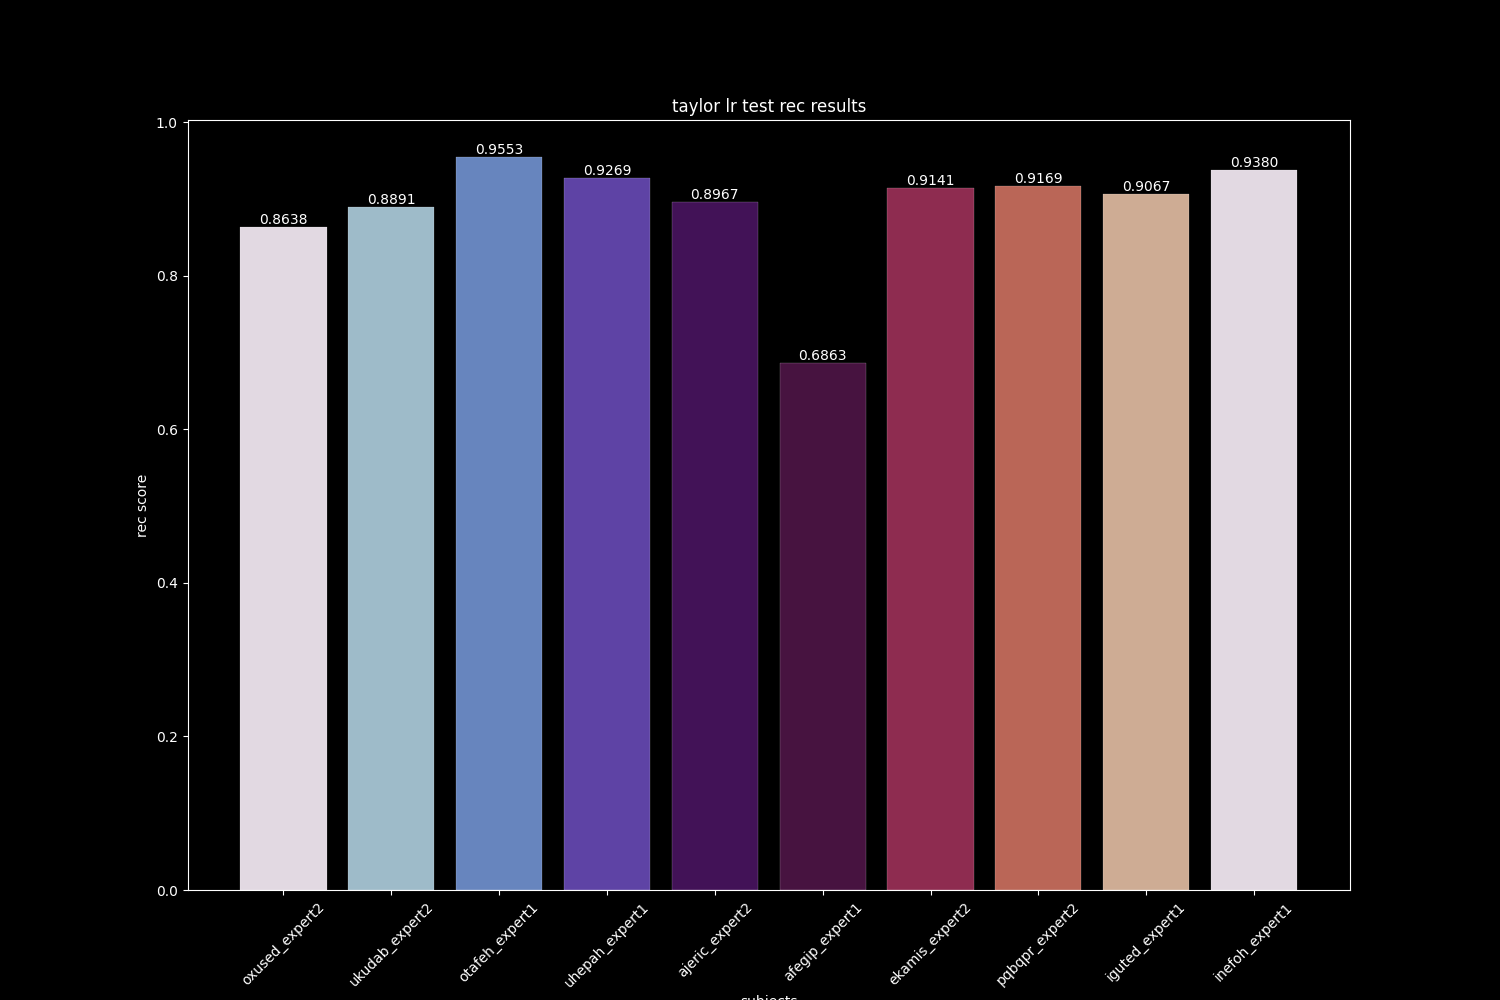 taylor lr test rec results
1.0
0.8
0.6
0.4
0.2
0.0
rec score
0.8638
0.8891
0.9553
0.9269
0.8967
0.6863
0.9141
0.9169
0.9067
0.9380
oxused_expert2
ukudab_expert2
otafeh_expert1
uhepah_expert1
ajeric_expert2
afegip_expert1
ekamis_expert2
pqbqpr_expert2
iguted_expert1
inefoh_expert1
subjects